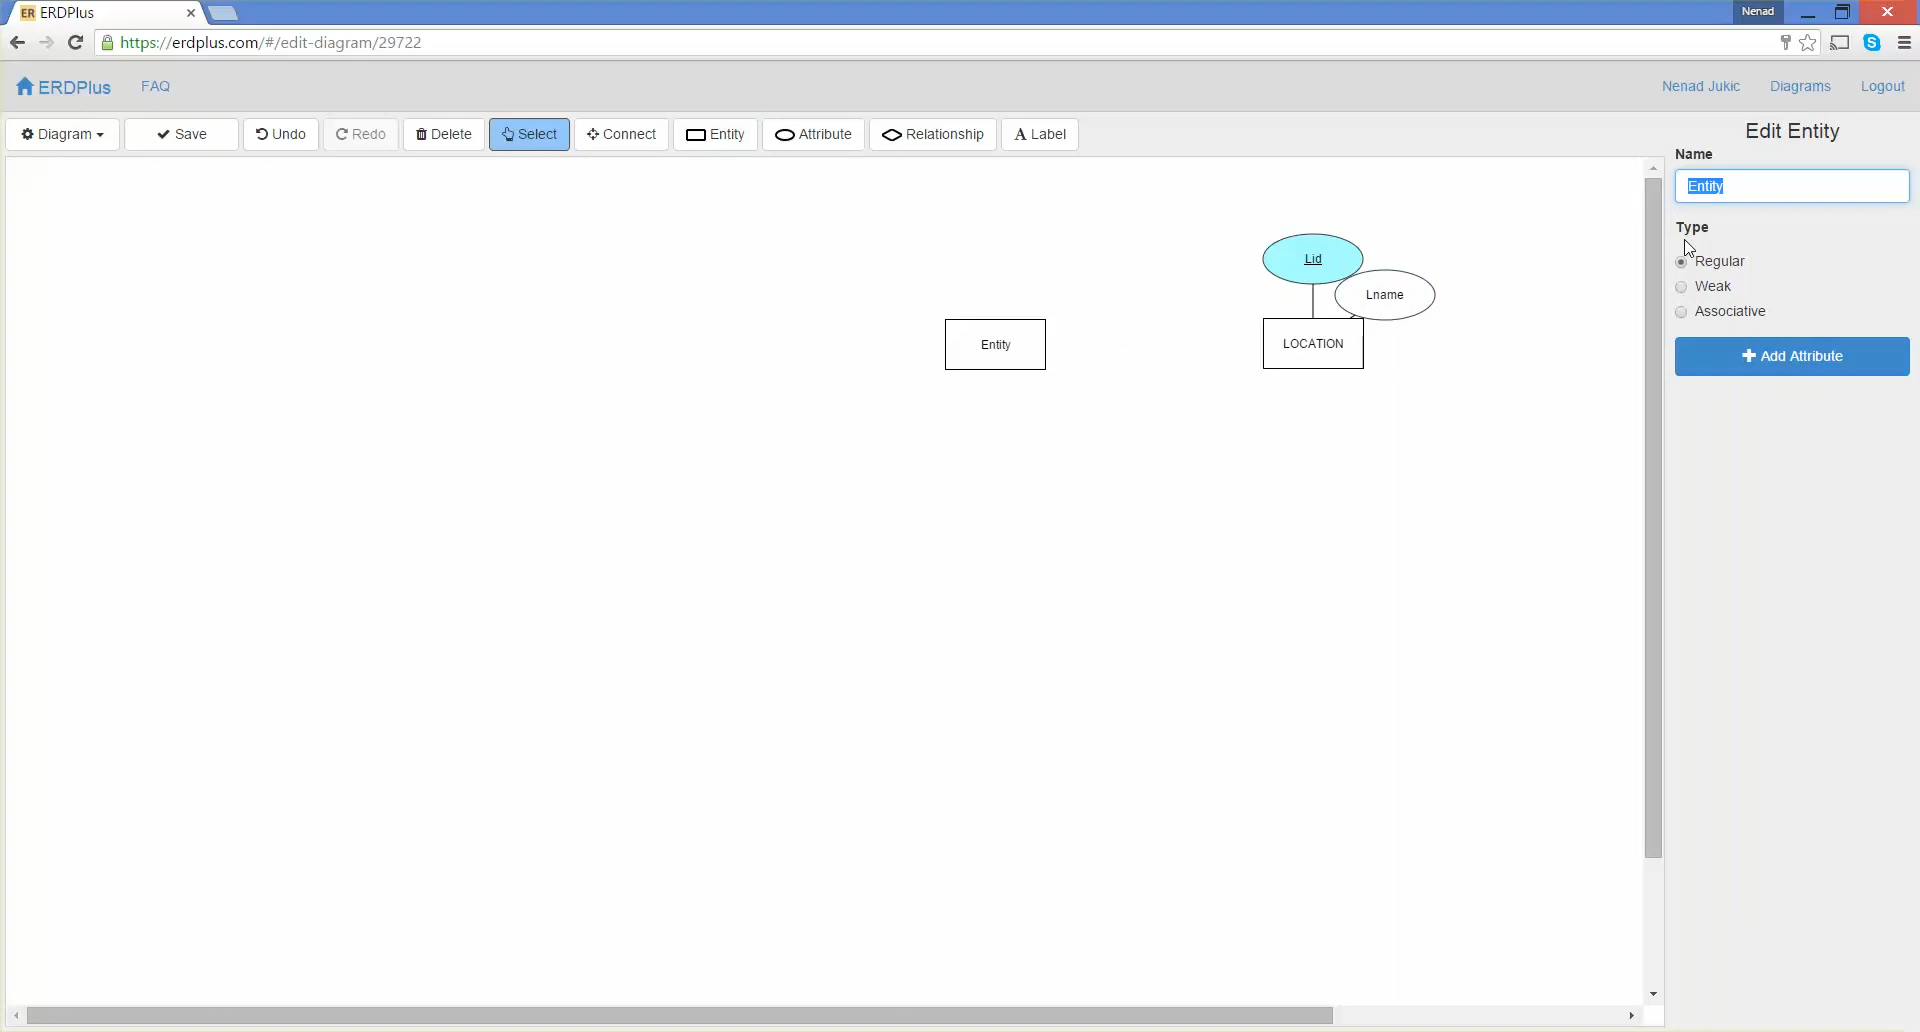 ER ERDPlus
Nenad
https://erdplus.com/#/edit-diagram/29722
ERDPlus FAQ Nenad Jukic Diagrams Logout
Diagram Save Undo Redo Delete Select Connect Entity Attribute Relationship A Label
Edit Entity
Name
Entity
Type
Regular
Weak
Associative
Add Attribute
Lid
Lname
Entity
LOCATION